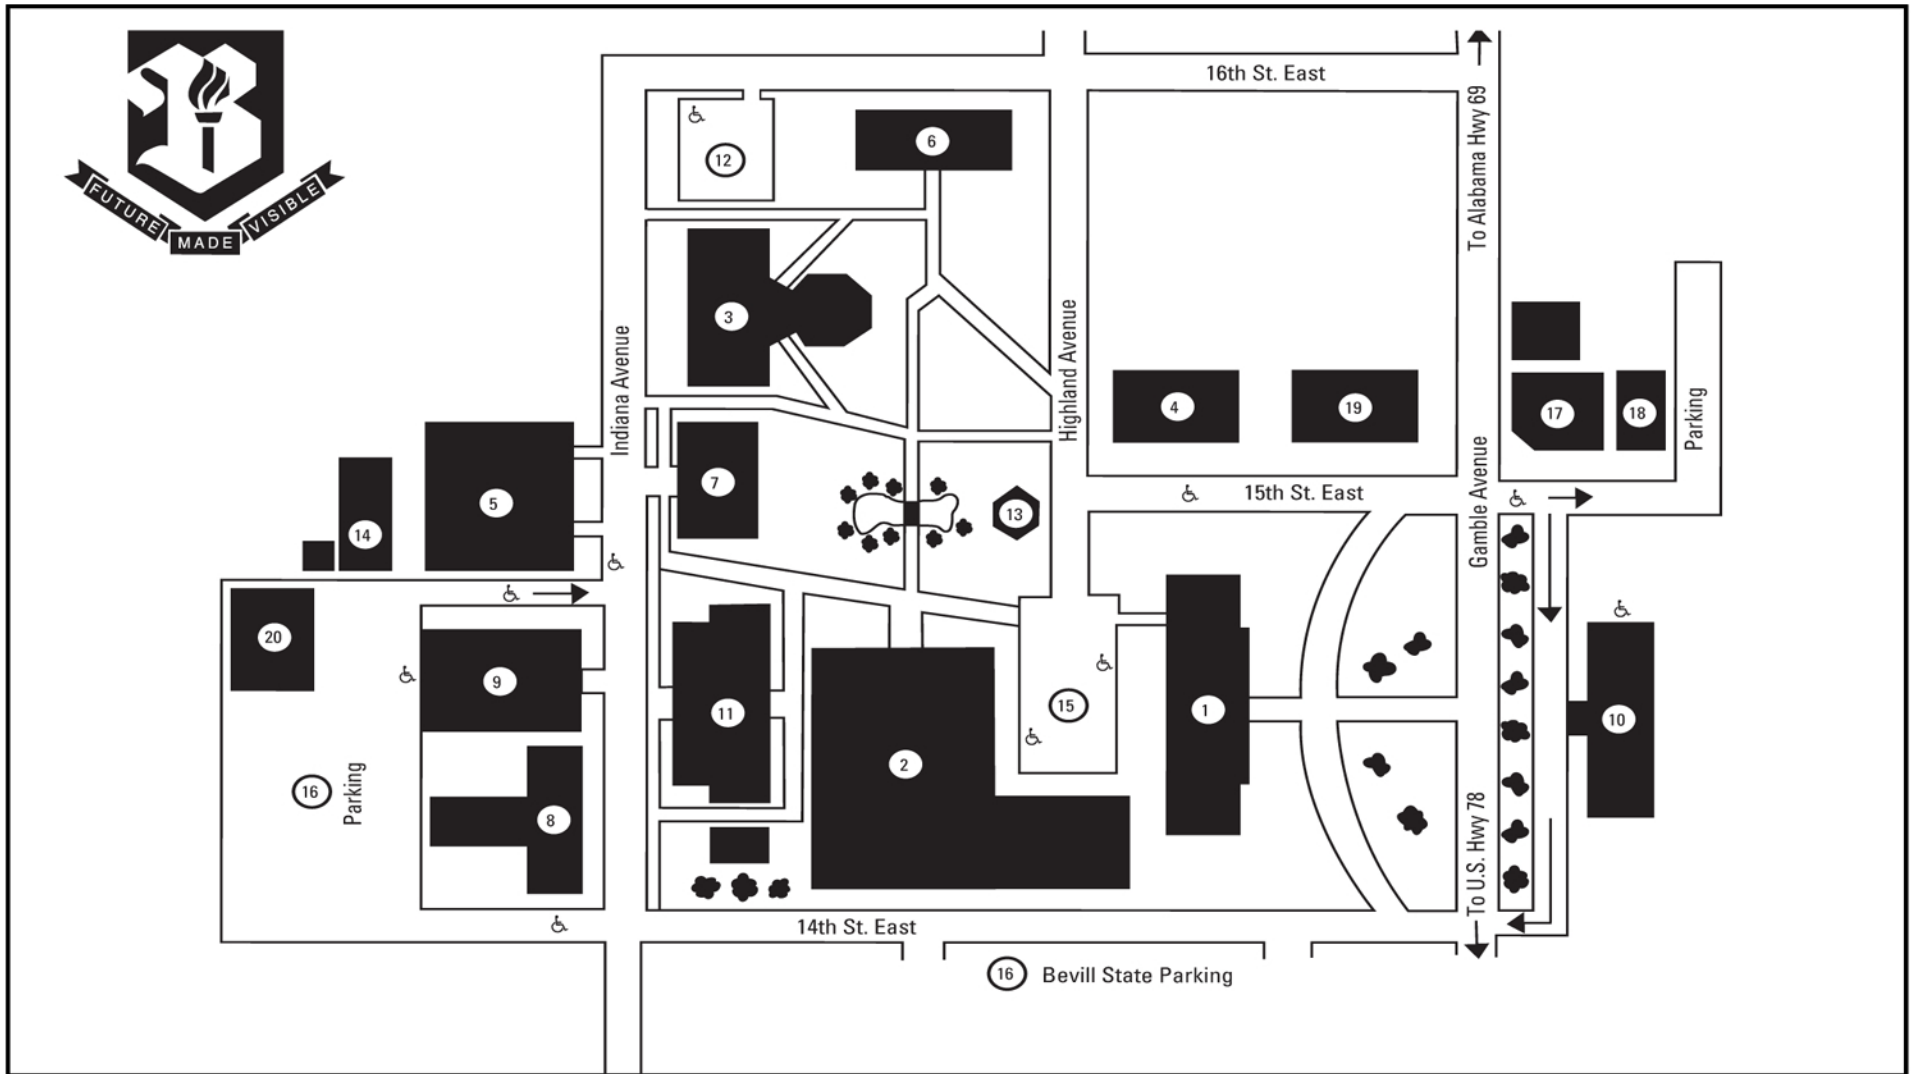 FUTURE
MADE
VISIBLE
16th St. East
To Alabama Hwy 69
12
6
3
Indiana Avenue
Highland Avenue
4
19
17
18
Parking
5
14
7
13
15th St. East
Gamble Avenue
20
9
11
15
1
10
2
16
Parking
8
To U.S. Hwy 78
14th St. East
16 Bevill State Parking